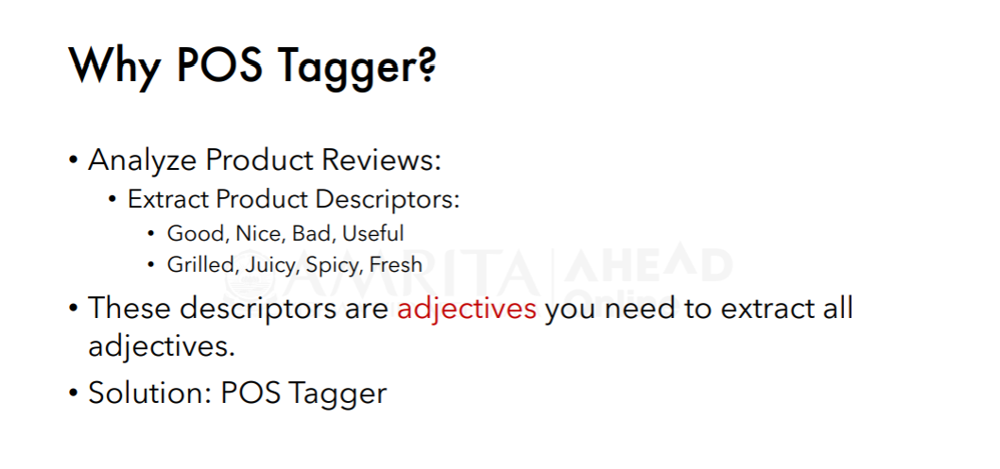 Why POS Tagger?
• Analyze Product Reviews:
• Extract Product Descriptors:
• Good, Nice, Bad, Useful
• Grilled, Juicy, Spicy, Fresh
AMRITA AHEAD
Online
• These descriptors are adjectives you need to extract all
adjectives.
• Solution: POS Tagger